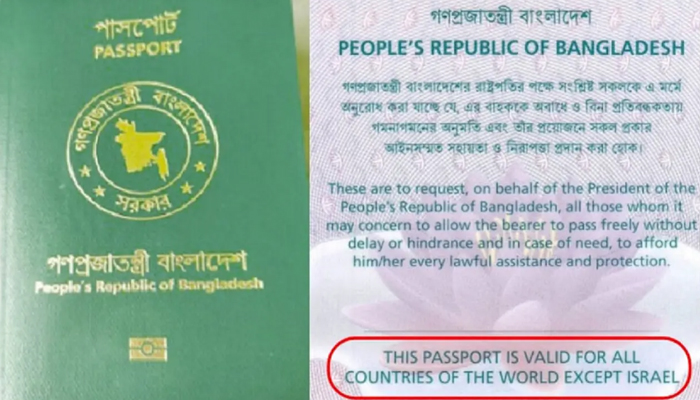 পাসপোর্ট
PASSPORT
গণপ্রজাতন্ত্রী বাংলাদেশ
সরকার
গণপ্রজাতন্ত্রী বাংলাদেশ
People's Republic of Bangladesh
গণপ্রজাতন্ত্রী বাংলাদেশ
PEOPLE'S REPUBLIC OF BANGLADESH
গণপ্রজাতন্ত্রী বাংলাদেশের রাষ্ট্রপতির পক্ষে সংশ্লিষ্ট সকলকে এ মর্মে
অনুরোধ করা যাচ্ছে যে, এর বাহককে অবাধে ও বিনা প্রতিবন্ধকতায়
গমনাগমনের অনুমতি এবং তাঁর প্রয়োজনে সকল প্রকার
আইনসম্মত সহায়তা ও নিরাপত্তা প্রদান করা হোক।
These are to request, on behalf of the President of the
People's Republic of Bangladesh, all those whom it
may concern to allow the bearer to pass freely without
delay or hindrance and in case of need, to afford
him/her every lawful assistance and protection.
THIS PASSPORT IS VALID FOR ALL
COUNTRIES OF THE WORLD EXCEPT ISRAEL